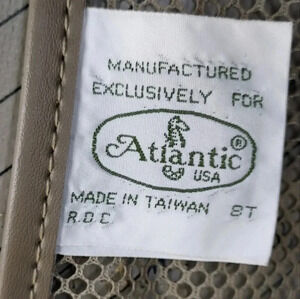 MANUFACTURED
EXCLUSIVELY FOR
Atlantic ®
USA
MADE IN TAIWAN 8T
R.O.C